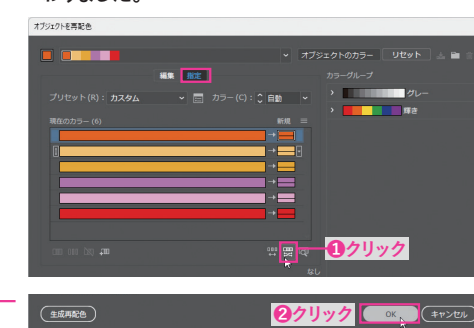 オブジェクトを再配色
オブジェクトのカラー リセット
編集 指定
カラーグループ
プリセット(R): カスタム カラー(C): 自動
グレー
輝き
現在のカラー (6) 新規
❶クリック
なし
生成再配色 ❷クリック OK キャンセル